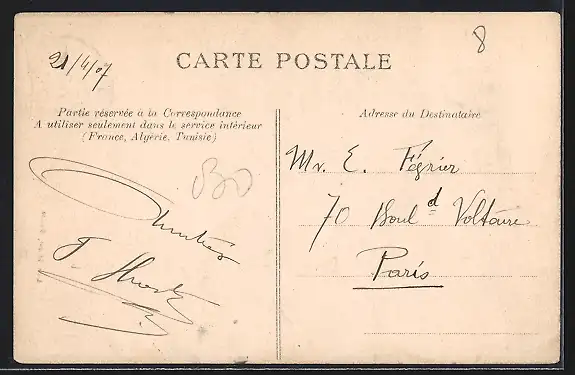 8
21/4/07
CARTE POSTALE
Partie réservée à la Correspondance
A utiliser seulement dans le service intérieur
(France, Algérie, Tunisie)
Adresse du Destinataire
Mr. E. Fégrier
70 Boul d Voltaire
Paris
Amitiés